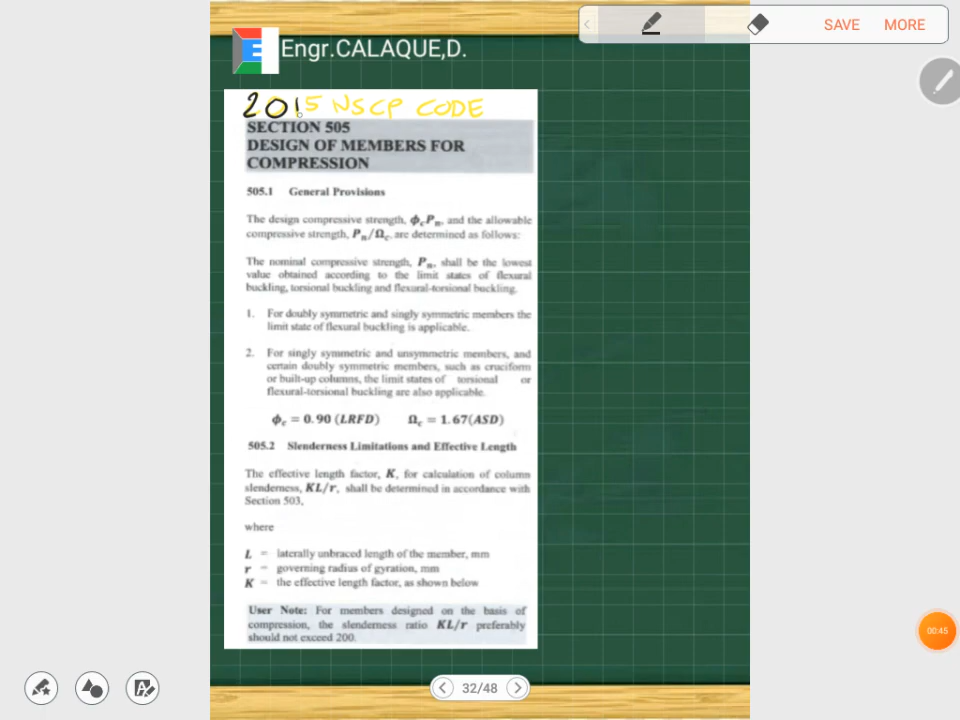 SAVE MORE
E Engr.CALAQUE,D.
2015 NSCP CODE
SECTION 505
DESIGN OF MEMBERS FOR
COMPRESSION
505.1 General Provisions
The design compressive strength, ϕcPn, and the allowable
compressive strength, Pn/Ωc, are determined as follows:
The nominal compressive strength, Pn, shall be the lowest
value obtained according to the limit states of flexural
buckling, torsional buckling and flexural-torsional buckling.
1. For doubly symmetric and singly symmetric members the
limit state of flexural buckling is applicable.
2. For singly symmetric and unsymmetric members, and
certain doubly symmetric members, such as cruciform
or built-up columns, the limit states of torsional or
flexural-torsional buckling are also applicable.
ϕc = 0.90 (LRFD) Ωc = 1.67(ASD)
505.2 Slenderness Limitations and Effective Length
The effective length factor, K, for calculation of column
slenderness, KL/r, shall be determined in accordance with
Section 503,
where
L = laterally unbraced length of the member, mm
r = governing radius of gyration, mm
K = the effective length factor, as shown below
User Note: For members designed on the basis of
compression, the slenderness ratio KL/r preferably
should not exceed 200.
00:45
32/48